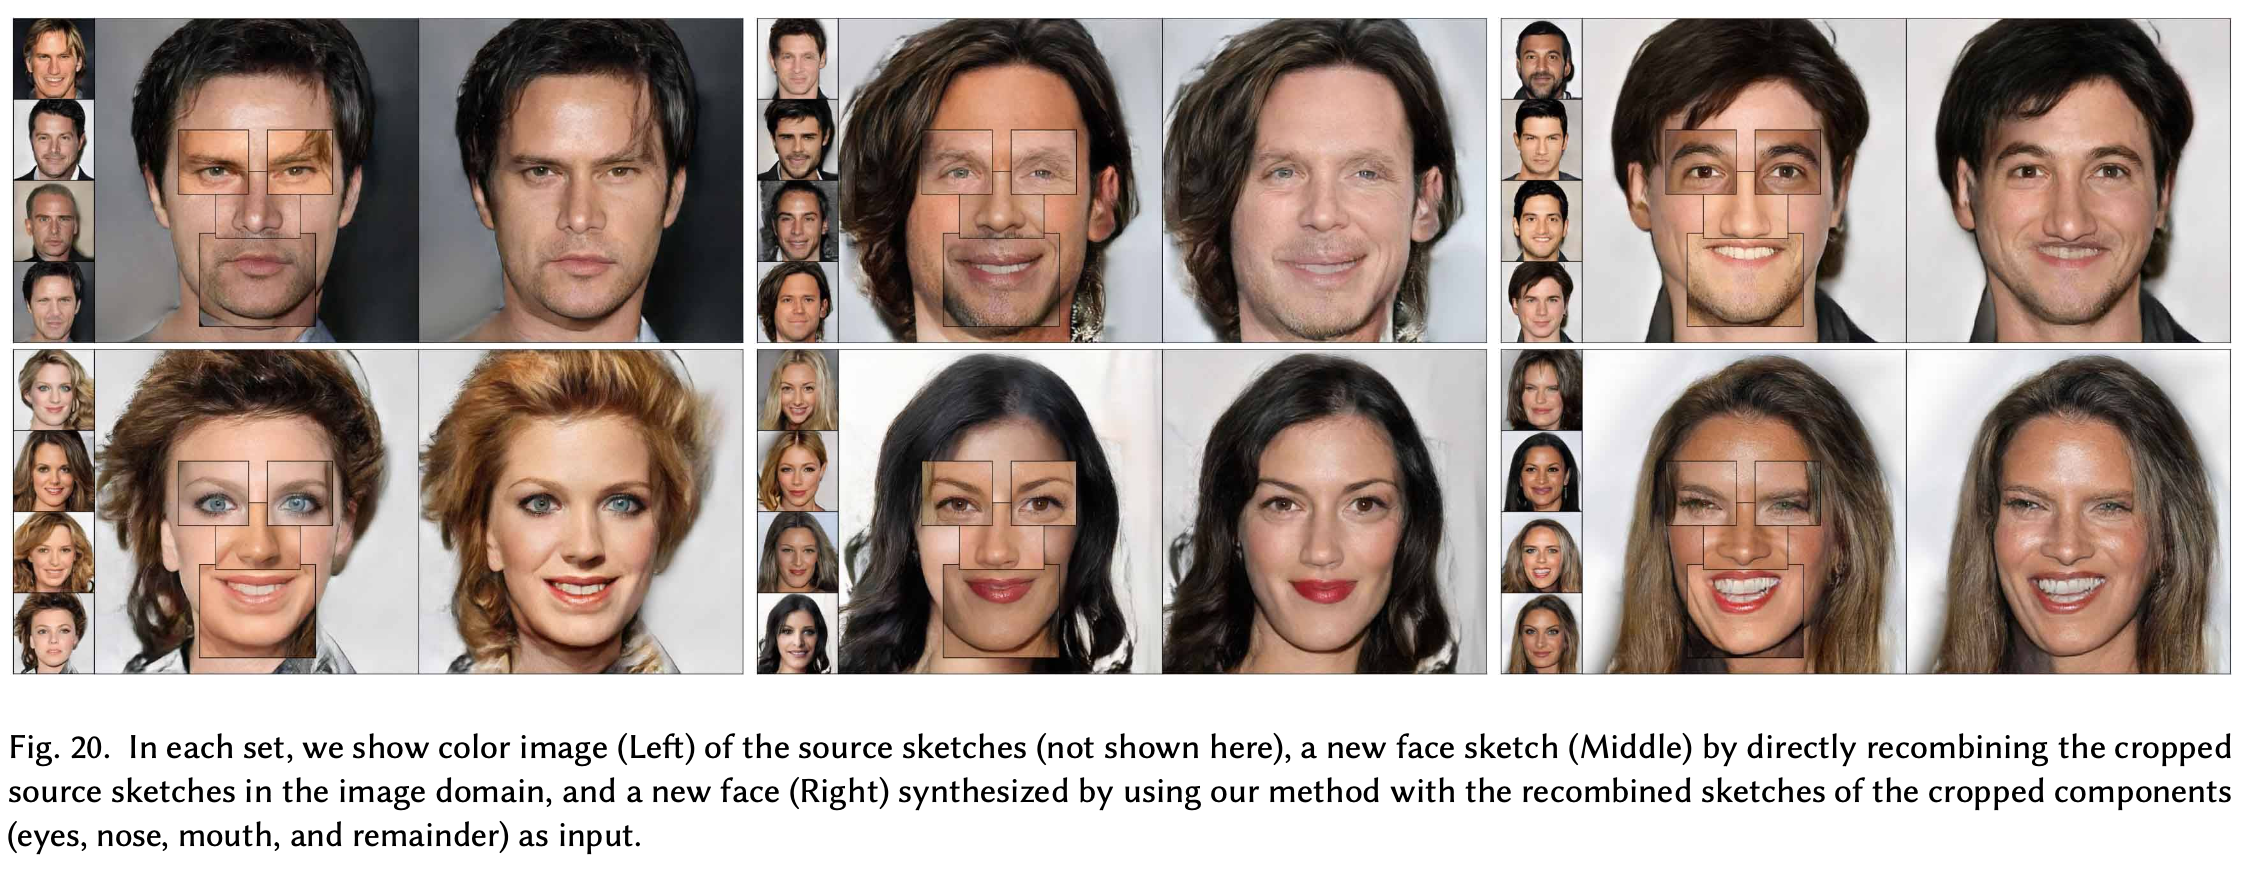 Fig. 20. In each set, we show color image (Left) of the source sketches (not shown here), a new face sketch (Middle) by directly recombining the cropped
source sketches in the image domain, and a new face (Right) synthesized by using our method with the recombined sketches of the cropped components
(eyes, nose, mouth, and remainder) as input.